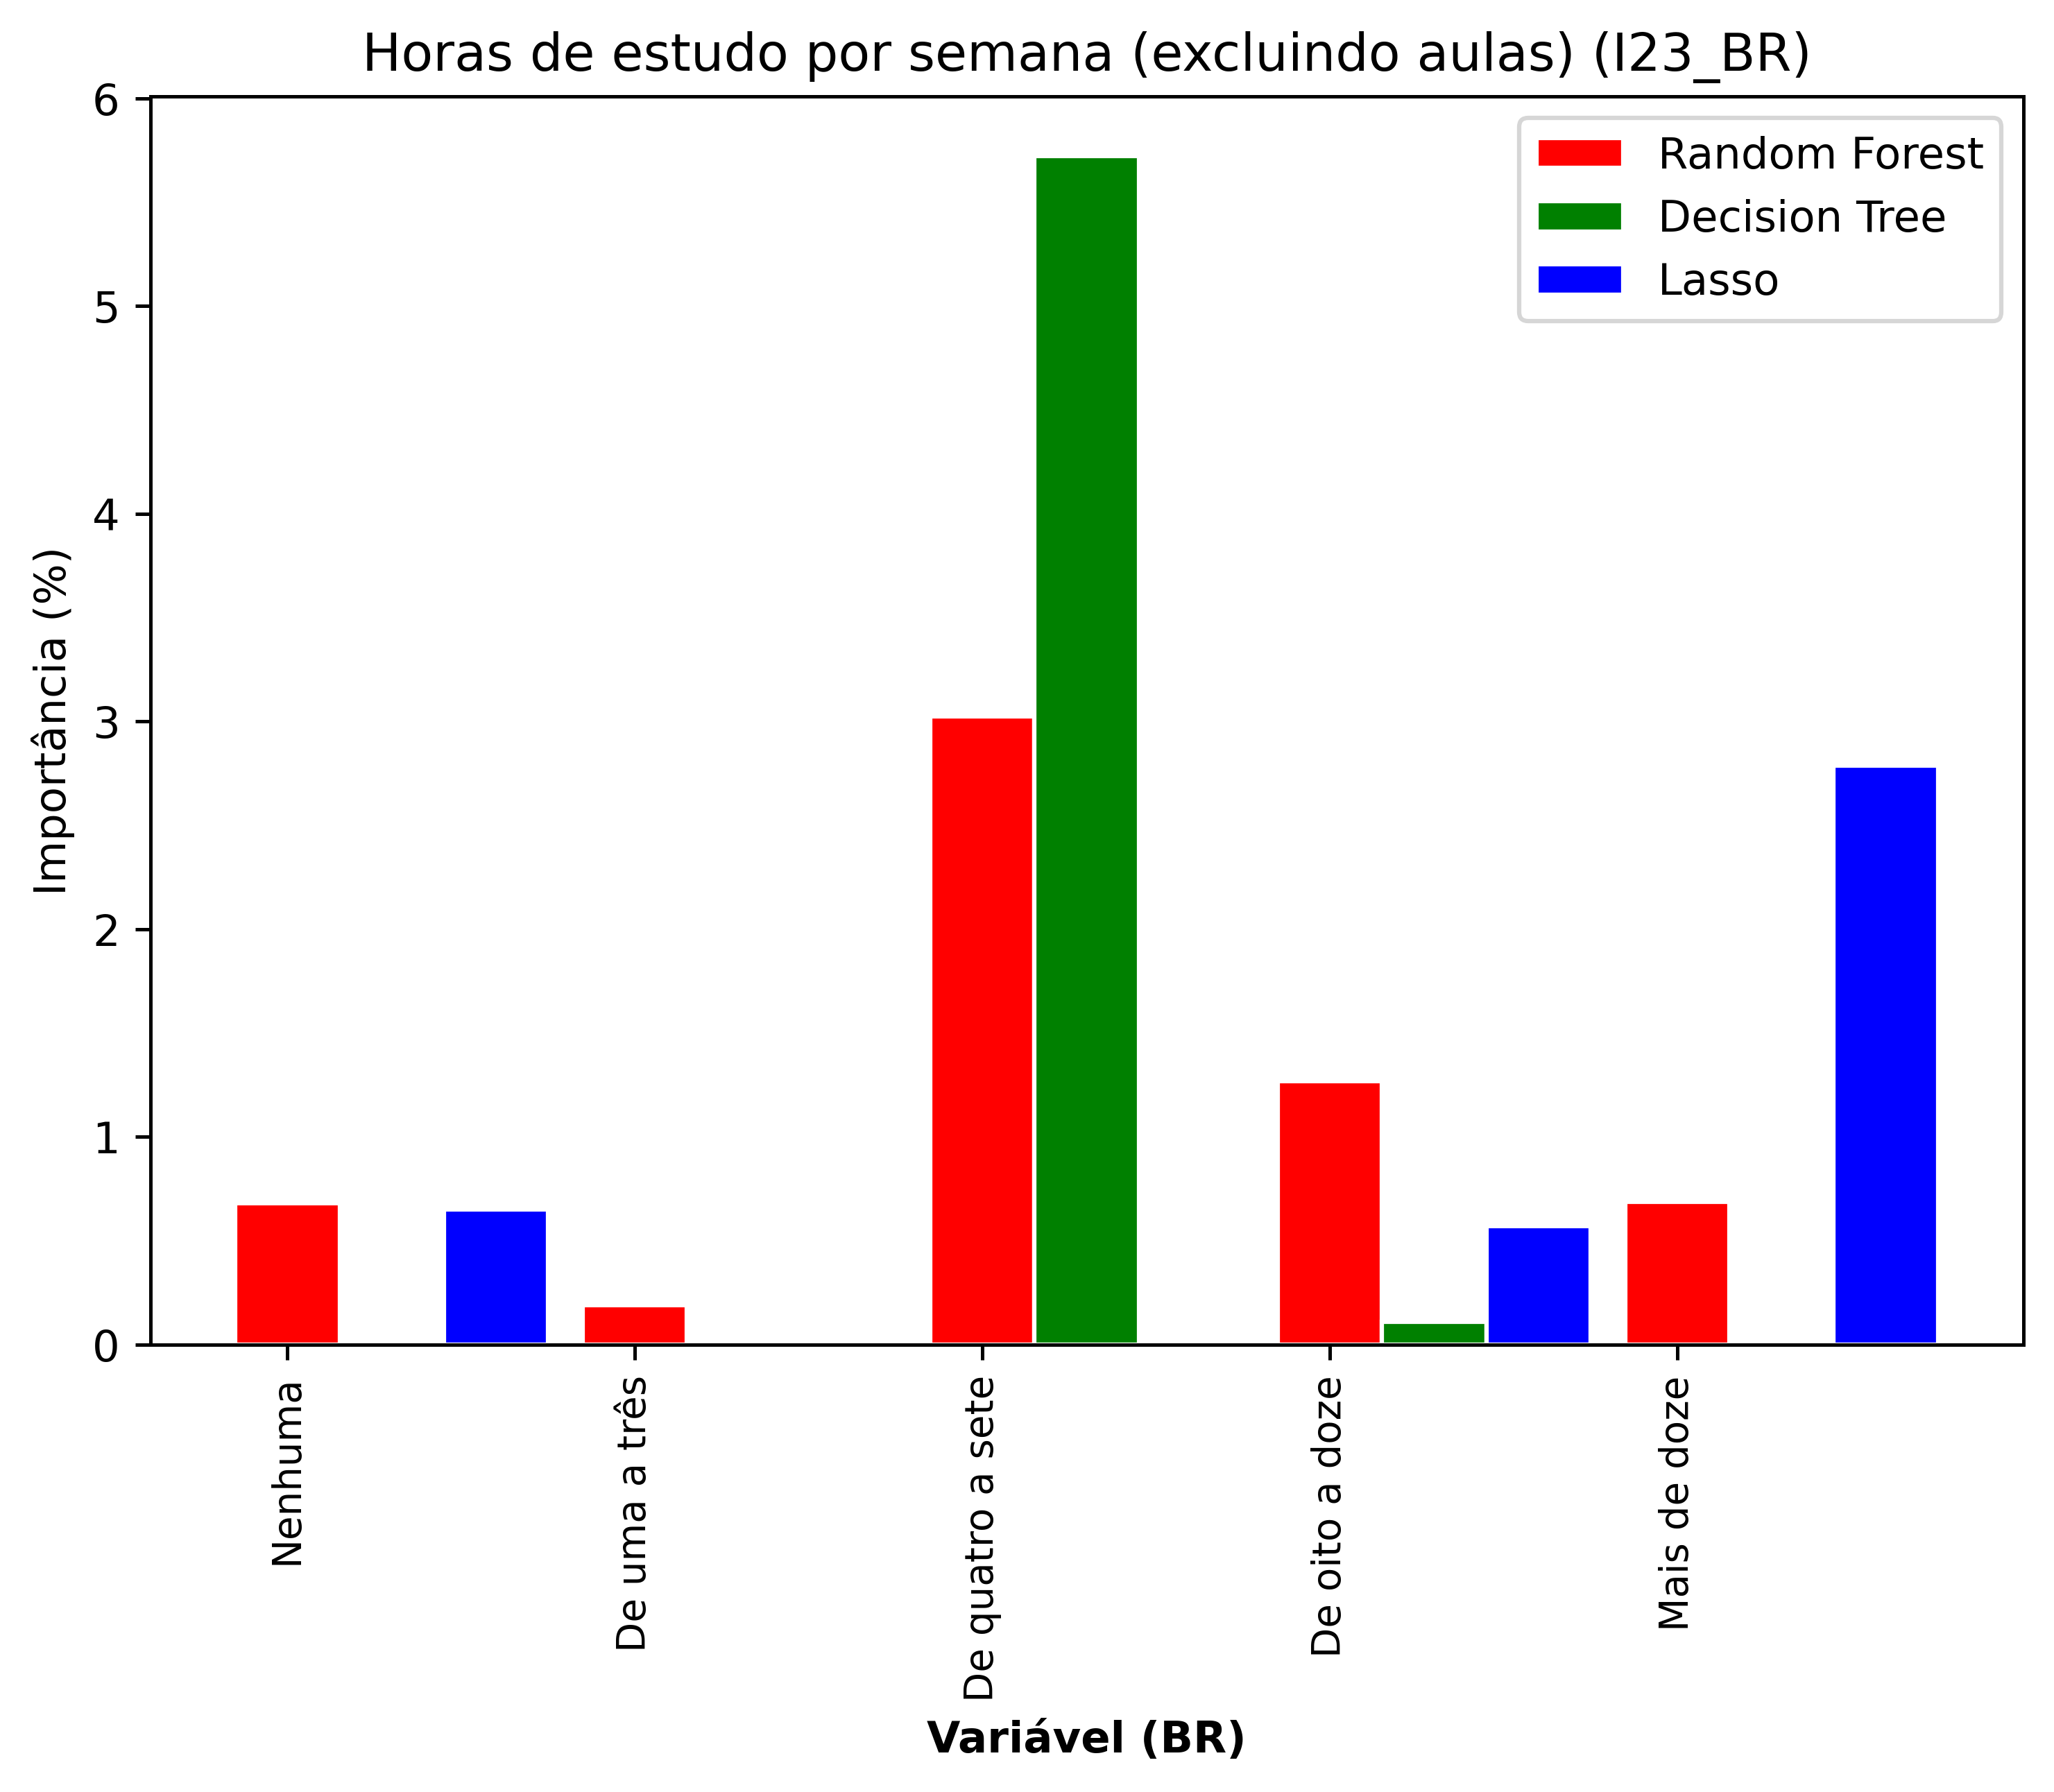 Horas de estudo por semana (excluindo aulas) (I23_BR)
Random Forest
Decision Tree
Lasso
Importância (%)
6
5
4
3
2
1
0
Nenhuma
De uma a três
De quatro a sete
De oito a doze
Mais de doze
Variável (BR)